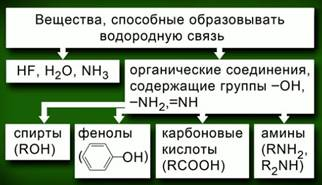 Вещества, способные образовывать
водородную связь
HF, H₂O, NH₃
органические соединения,
содержащие группы –OH,
–NH₂,=NH
спирты
(ROH)
фенолы
(–OH)
карбоновые
кислоты
(RCOOH)
амины
(RNH₂,
R₂NH)